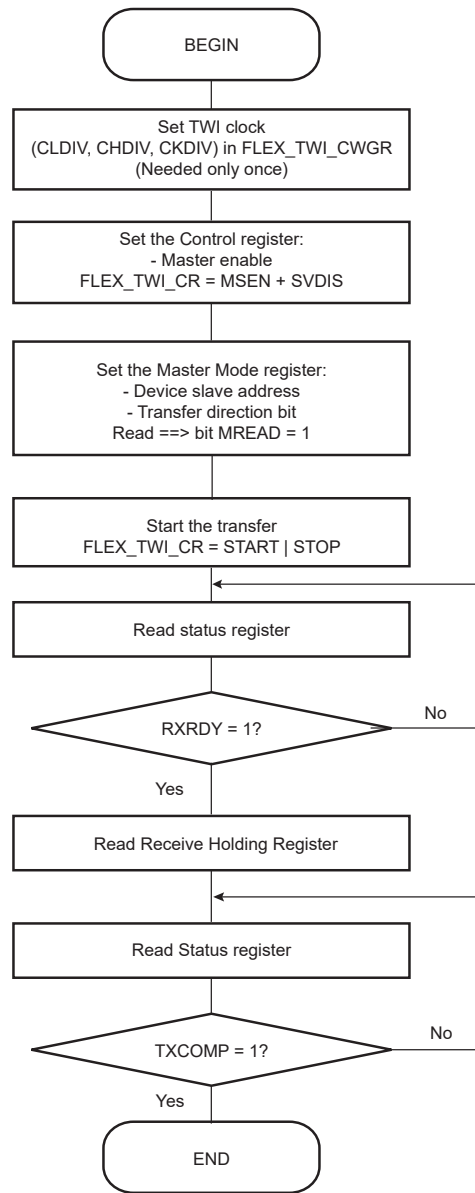 BEGIN
Set TWI clock
(CLDIV, CHDIV, CKDIV) in FLEX_TWI_CWGR
(Needed only once)
Set the Control register:
- Master enable
FLEX_TWI_CR = MSEN + SVDIS
Set the Master Mode register:
- Device slave address
- Transfer direction bit
Read ==> bit MREAD = 1
Start the transfer
FLEX_TWI_CR = START | STOP
Read status register
RXRDY = 1?
No
Yes
Read Receive Holding Register
Read Status register
TXCOMP = 1?
No
Yes
END